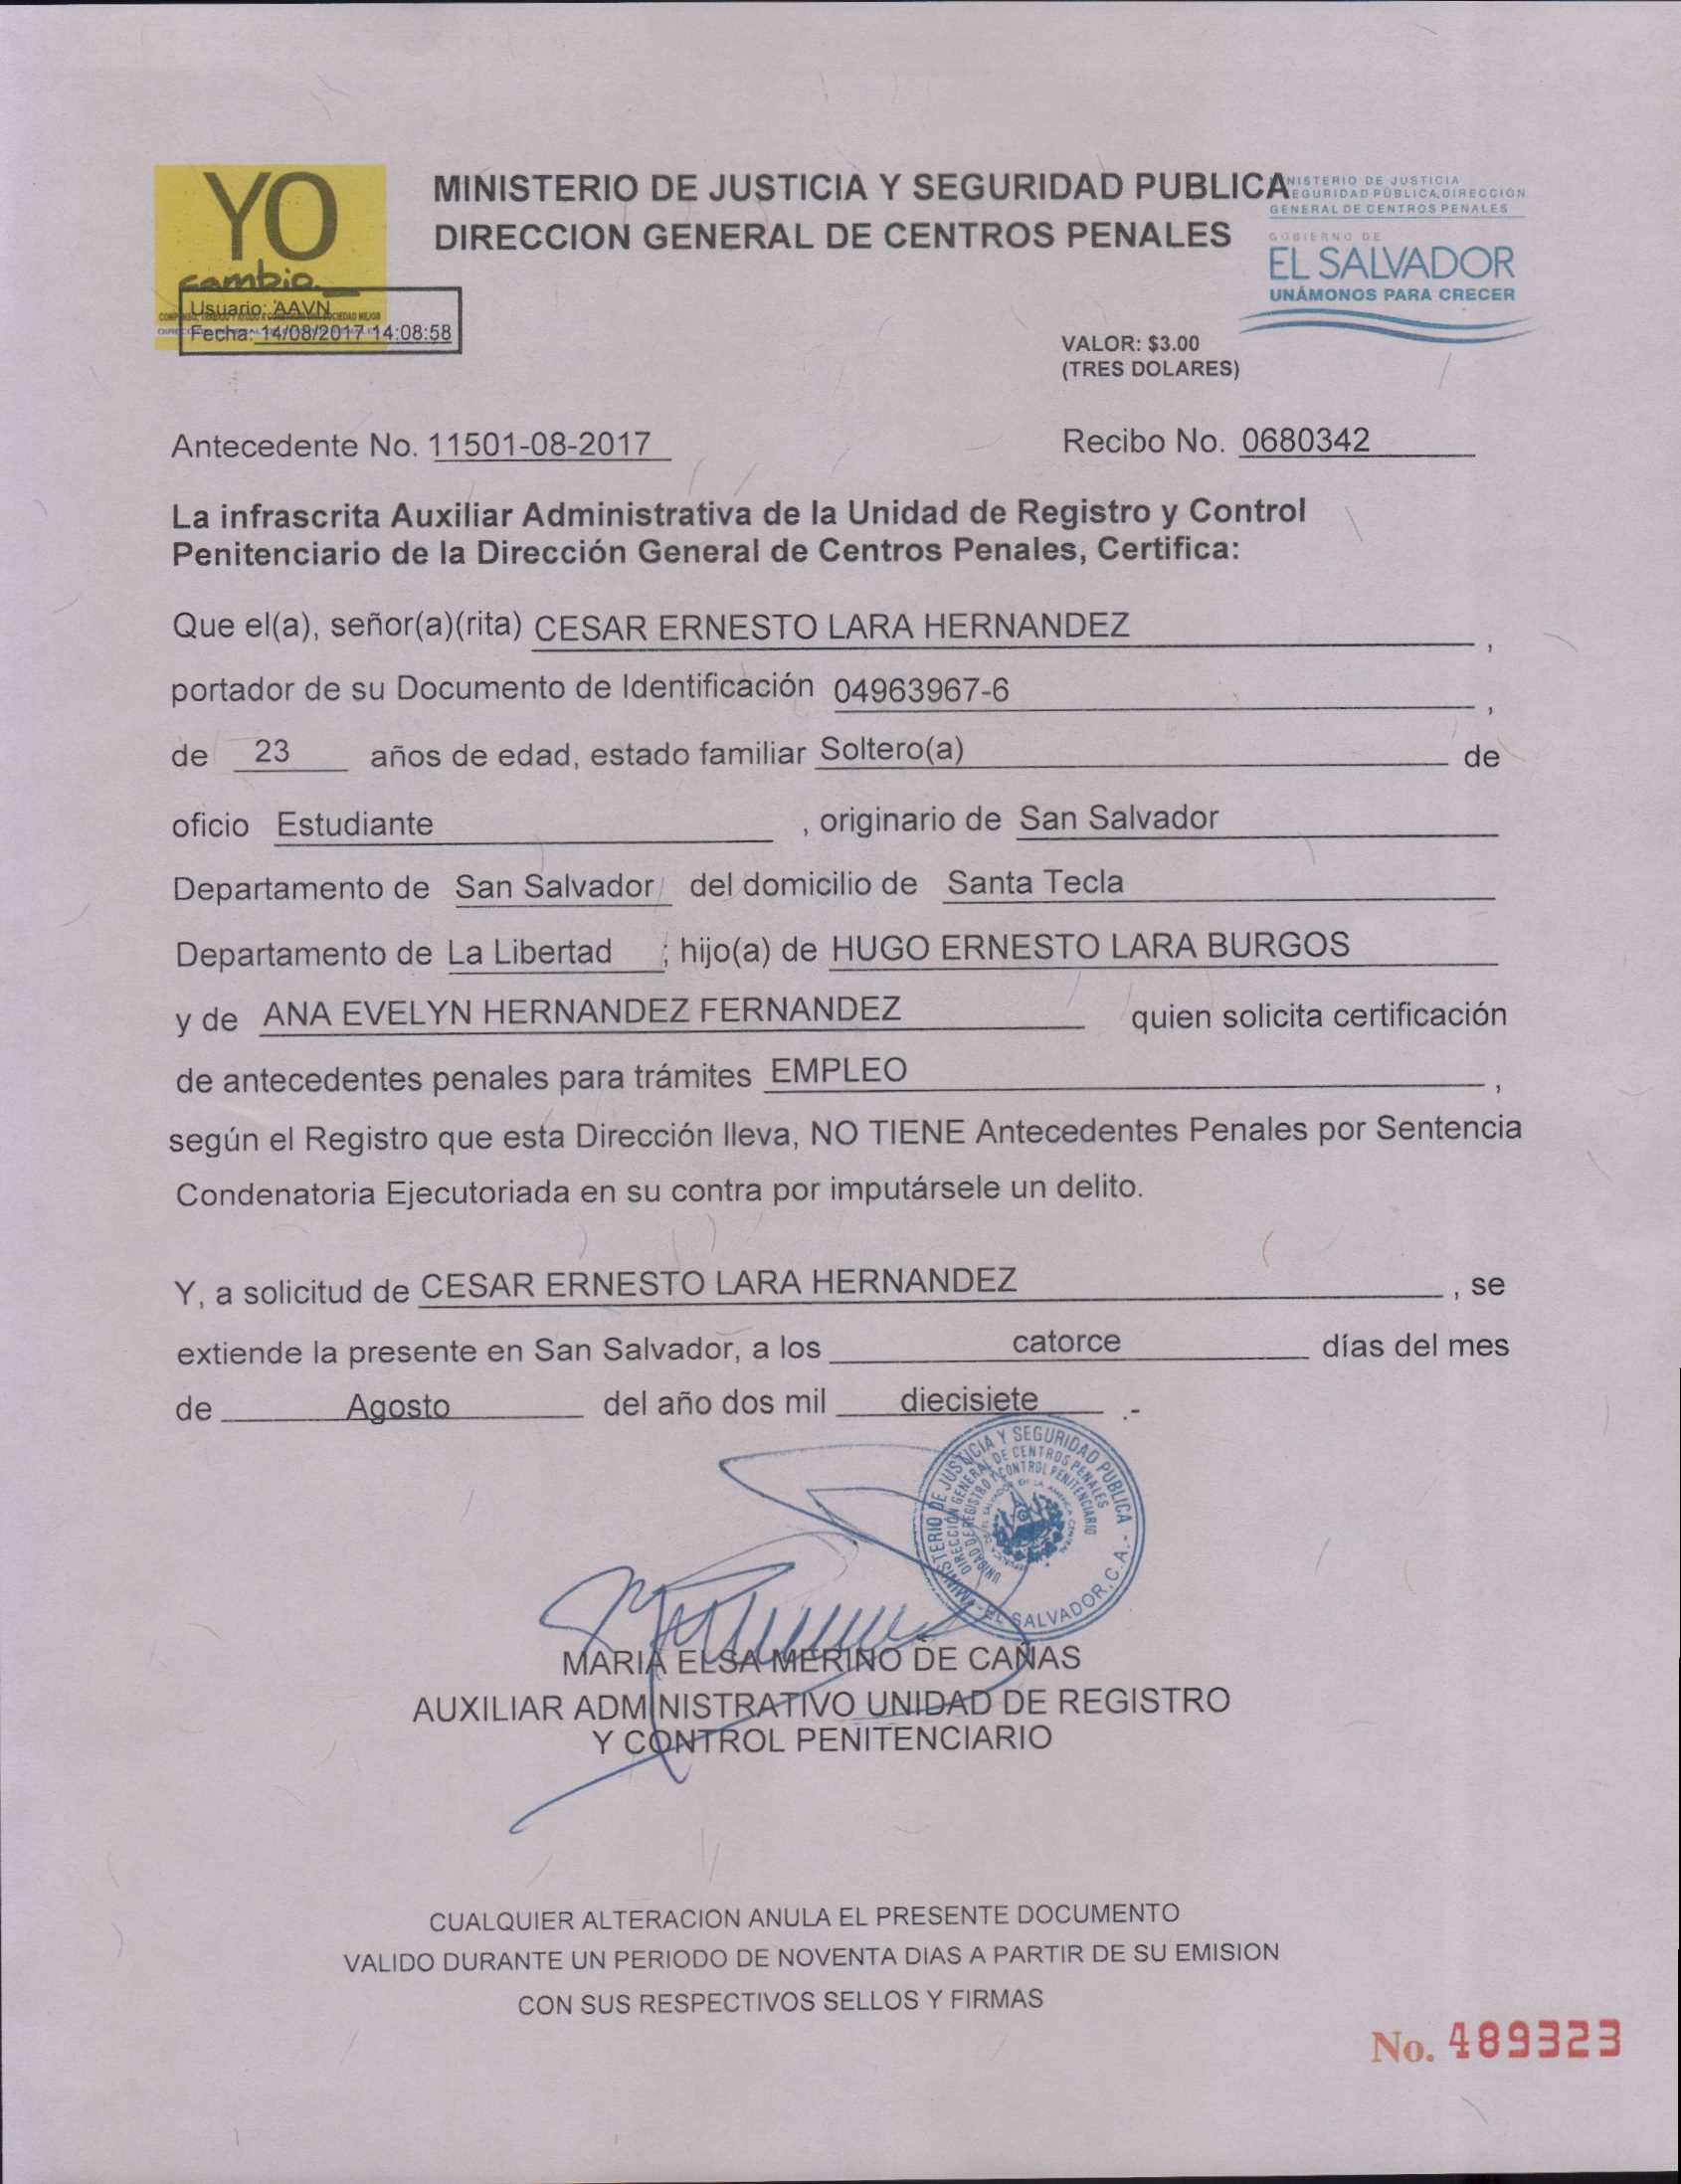 YO
cambio
MINISTERIO DE JUSTICIA Y SEGURIDAD PUBLICA
DIRECCION GENERAL DE CENTROS PENALES
NISTERIO DE JUSTICIA
EGURIDAD PÚBLICA, DIRECCIÓN
GENERAL DE CENTROS PENALES
GOBIERNO DE
EL SALVADOR
UNÁMONOS PARA CRECER
Usuario: AAVN
Fecha: 14/08/2017 14:08:58
VALOR: $3.00
(TRES DOLARES)
Antecedente No. 11501-08-2017 Recibo No. 0680342
La infrascrita Auxiliar Administrativa de la Unidad de Registro y Control
Penitenciario de la Dirección General de Centros Penales, Certifica:
Que el(a), señor(a)(rita) CESAR ERNESTO LARA HERNANDEZ ,
portador de su Documento de Identificación 04963967-6 ,
de 23 años de edad, estado familiar Soltero(a) de
oficio Estudiante , originario de San Salvador
Departamento de San Salvador del domicilio de Santa Tecla
Departamento de La Libertad ; hijo(a) de HUGO ERNESTO LARA BURGOS
y de ANA EVELYN HERNANDEZ FERNANDEZ quien solicita certificación
de antecedentes penales para trámites EMPLEO ,
según el Registro que esta Dirección lleva, NO TIENE Antecedentes Penales por Sentencia
Condenatoria Ejecutoriada en su contra por imputársele un delito.
Y, a solicitud de CESAR ERNESTO LARA HERNANDEZ , se
extiende la presente en San Salvador, a los catorce días del mes
de Agosto del año dos mil diecisiete .-
MINISTERIO DE JUSTICIA Y SEGURIDAD PUBLICA
DIRECCIÓN GENERAL DE CENTROS PENALES
UNIDAD DE REGISTRO Y CONTROL PENITENCIARIO
- EL SALVADOR, C.A. -
MARIA ELSA MERINO DE CAÑAS
AUXILIAR ADMINISTRATIVO UNIDAD DE REGISTRO
Y CONTROL PENITENCIARIO
CUALQUIER ALTERACION ANULA EL PRESENTE DOCUMENTO
VALIDO DURANTE UN PERIODO DE NOVENTA DIAS A PARTIR DE SU EMISION
CON SUS RESPECTIVOS SELLOS Y FIRMAS
No. 489323